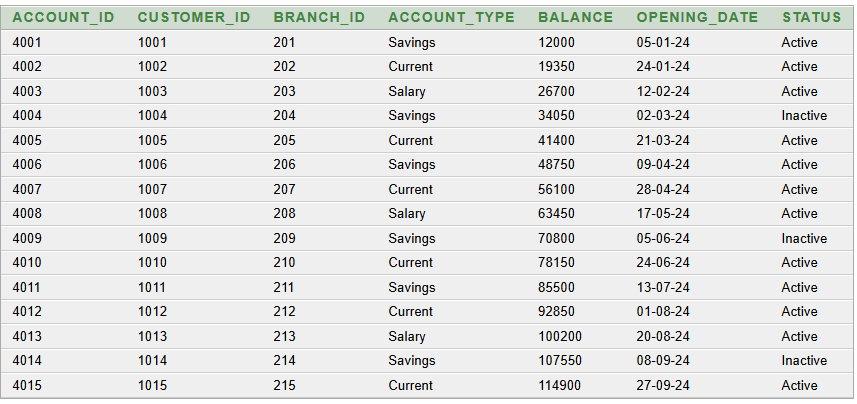 ACCOUNT_ID CUSTOMER_ID BRANCH_ID ACCOUNT_TYPE BALANCE OPENING_DATE STATUS
4001 1001 201 Savings 12000 05-01-24 Active
4002 1002 202 Current 19350 24-01-24 Active
4003 1003 203 Salary 26700 12-02-24 Active
4004 1004 204 Savings 34050 02-03-24 Inactive
4005 1005 205 Current 41400 21-03-24 Active
4006 1006 206 Savings 48750 09-04-24 Active
4007 1007 207 Current 56100 28-04-24 Active
4008 1008 208 Salary 63450 17-05-24 Active
4009 1009 209 Savings 70800 05-06-24 Inactive
4010 1010 210 Current 78150 24-06-24 Active
4011 1011 211 Savings 85500 13-07-24 Active
4012 1012 212 Current 92850 01-08-24 Active
4013 1013 213 Salary 100200 20-08-24 Active
4014 1014 214 Savings 107550 08-09-24 Inactive
4015 1015 215 Current 114900 27-09-24 Active